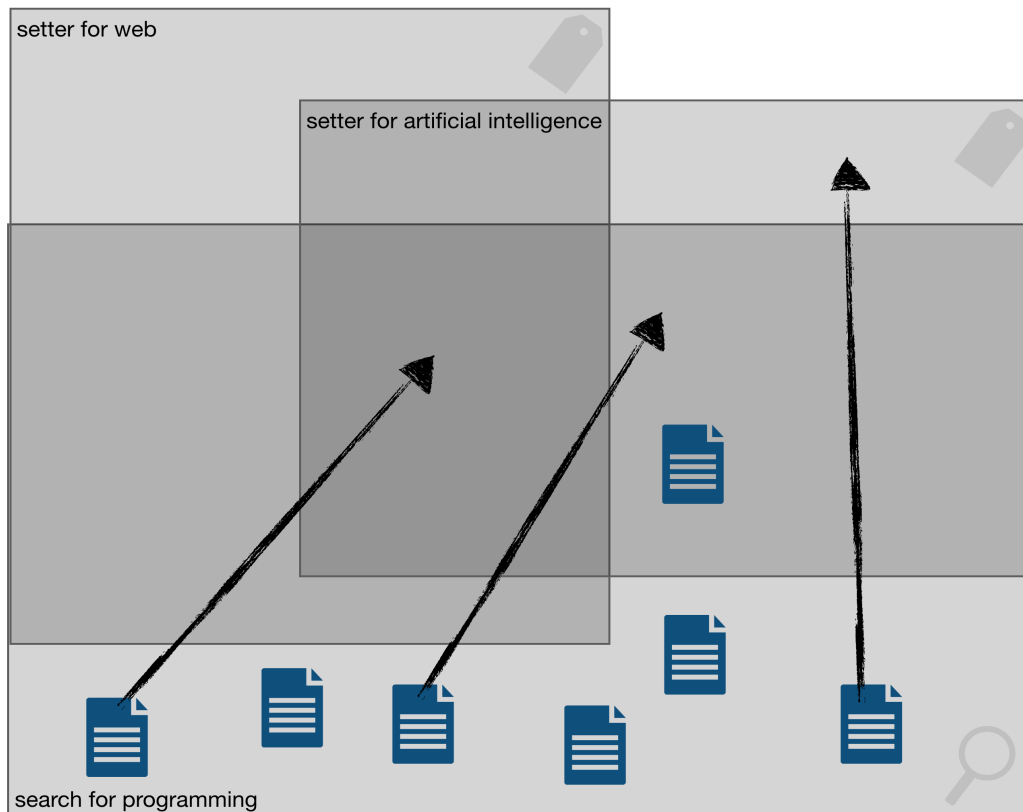 setter for web
setter for artificial intelligence
search for programming